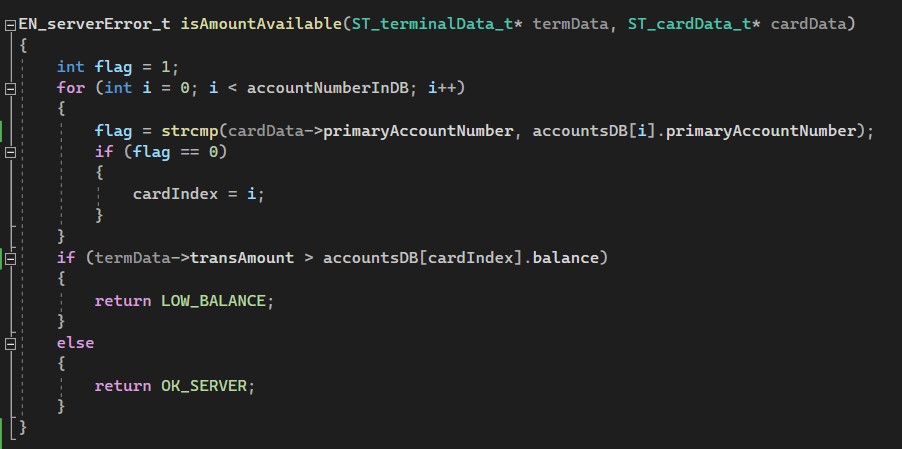 EN_serverError_t isAmountAvailable(ST_terminalData_t* termData, ST_cardData_t* cardData)
{
    int flag = 1;
    for (int i = 0; i < accountNumberInDB; i++)
    {
        flag = strcmp(cardData->primaryAccountNumber, accountsDB[i].primaryAccountNumber);
        if (flag == 0)
        {
            cardIndex = i;
        }
    }
    if (termData->transAmount > accountsDB[cardIndex].balance)
    {
        return LOW_BALANCE;
    }
    else
    {
        return OK_SERVER;
    }
}